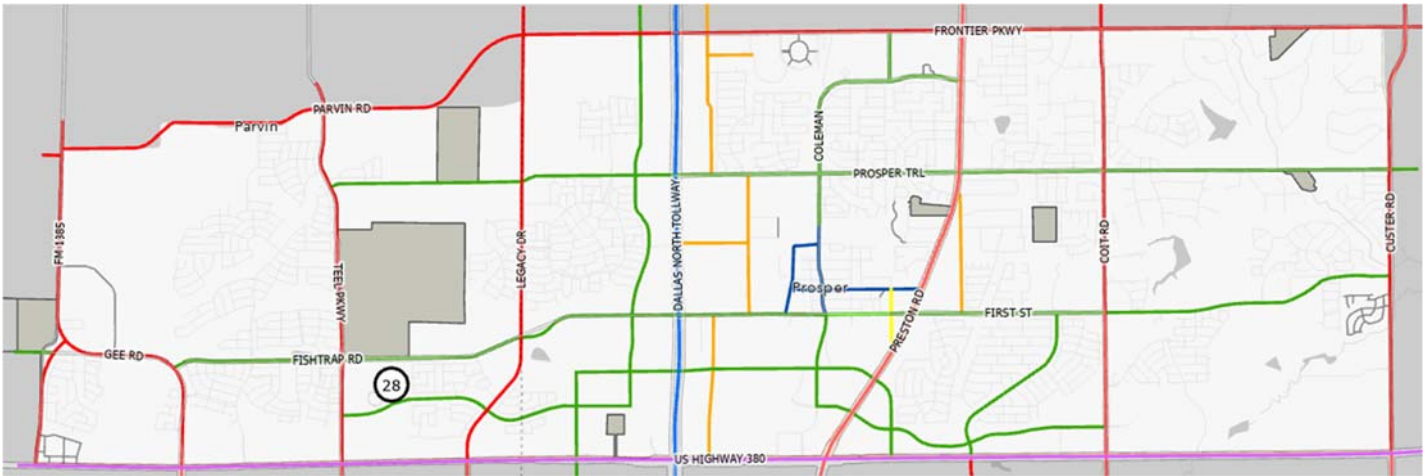 FRONTIER PKWY
PARVIN RD
Parvin
COLEMAN
PROSPER TRL
FM 1385
TEEL PKWY
LEGACY DR
DALLAS NORTH TOLLWAY
COIT RD
CUSTER RD
Prosper
PRESTON RD
FIRST ST
GEE RD
FISHTRAP RD
28
US HIGHWAY 380